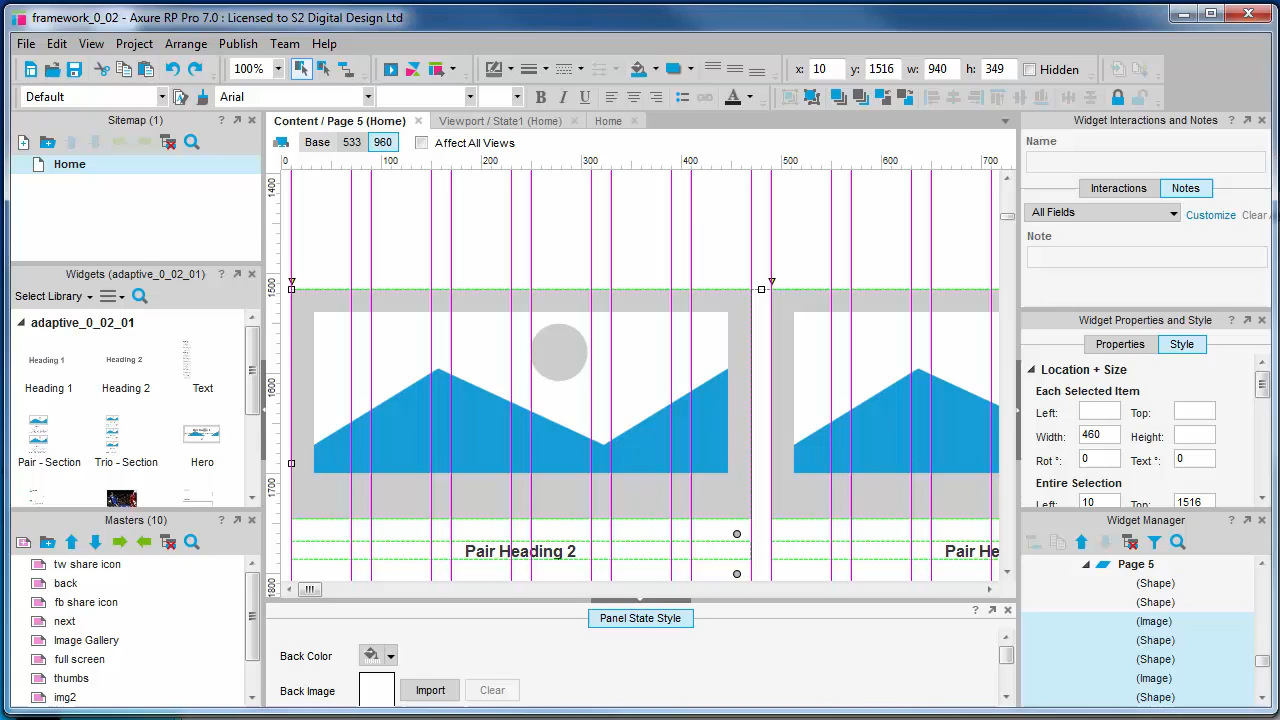 framework_0_02 - Axure RP Pro 7.0 : Licensed to S2 Digital Design Ltd
File Edit View Project Arrange Publish Team Help
100% x: 10 y: 1516 w: 940 h: 349 Hidden
Default Arial B I U A
Sitemap (1) ? Content / Page 5 (Home) Viewport / State1 (Home) Home Widget Interactions and Notes ?
Base 533 960 Affect All Views Name
Home
0 100 200 300 400 500 600 700
Interactions Notes
All Fields Customize Clear A
Note
1400
Widgets (adaptive_0_02_01) ?
Select Library
1500
adaptive_0_02_01
Heading 1 Heading 2
Heading 1 Heading 2 Text
Widget Properties and Style ?
Properties Style
Location + Size
Each Selected Item
Left: Top:
Width: 460 Height:
Rot °: 0 Text °: 0
Entire Selection
Left: 10 Top: 1516
1600
Pair - Section Trio - Section Hero
1700
Masters (10) ?
Widget Manager ?
Pair Heading 2 Pair He
1800
tw share icon
back
fb share icon
next
Image Gallery
full screen
thumbs
img2
Page 5
(Shape)
(Shape)
(Image)
(Shape)
(Shape)
(Image)
(Shape)
?
Panel State Style
Back Color
Back Image Import Clear